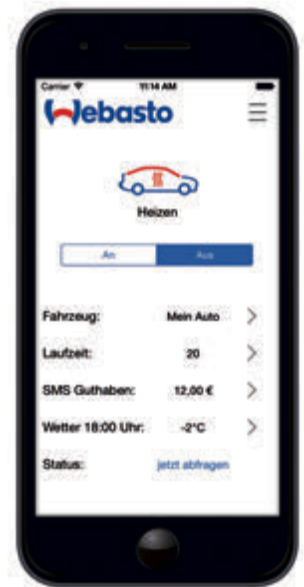 Carrier 11:14 AM
Webasto
Heizen
An Aus
Fahrzeug: Mein Auto
Laufzeit: 20
SMS Guthaben: 12,00 €
Wetter 18:00 Uhr: -2°C
Status: jetzt abfragen